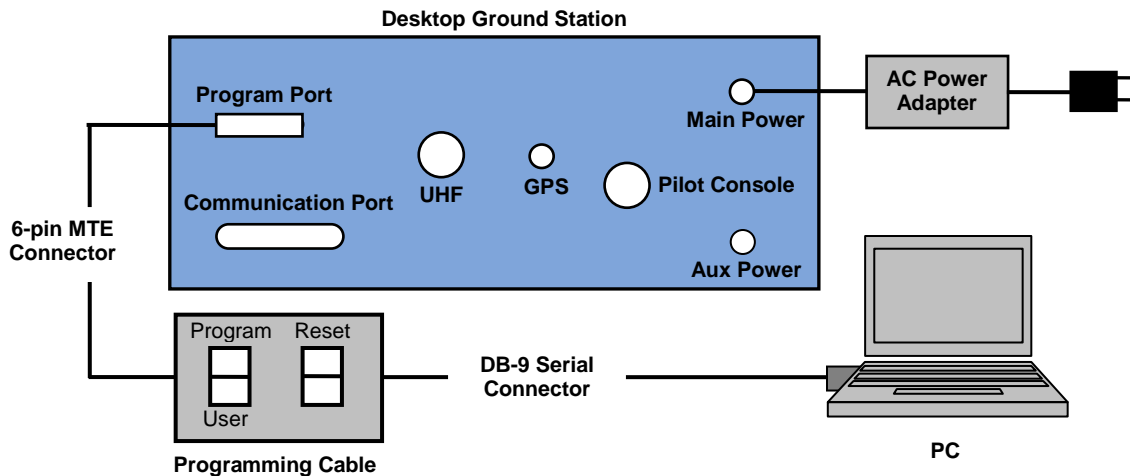 Desktop Ground Station
Program Port
Main Power
AC Power
Adapter
UHF
GPS
Pilot Console
Communication Port
6-pin MTE
Connector
Aux Power
Program
Reset
User
DB-9 Serial
Connector
Programming Cable
PC